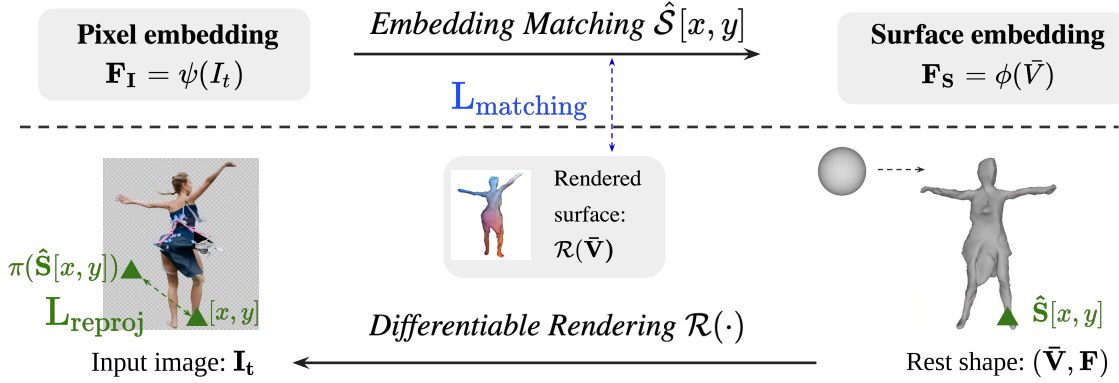 Pixel embedding
𝐅_𝐈 = ψ(I_t)
Embedding Matching 𝒮̂[x, y]
Surface embedding
𝐅_𝐒 = ϕ(V̄)
L_matching
Rendered
surface:
ℛ(𝐕̄)
π(𝐒̂[x, y])
L_reproj
[x, y]
𝐒̂[x, y]
Differentiable Rendering ℛ(·)
Input image: 𝐈_𝐭
Rest shape: (𝐕̄, 𝐅)